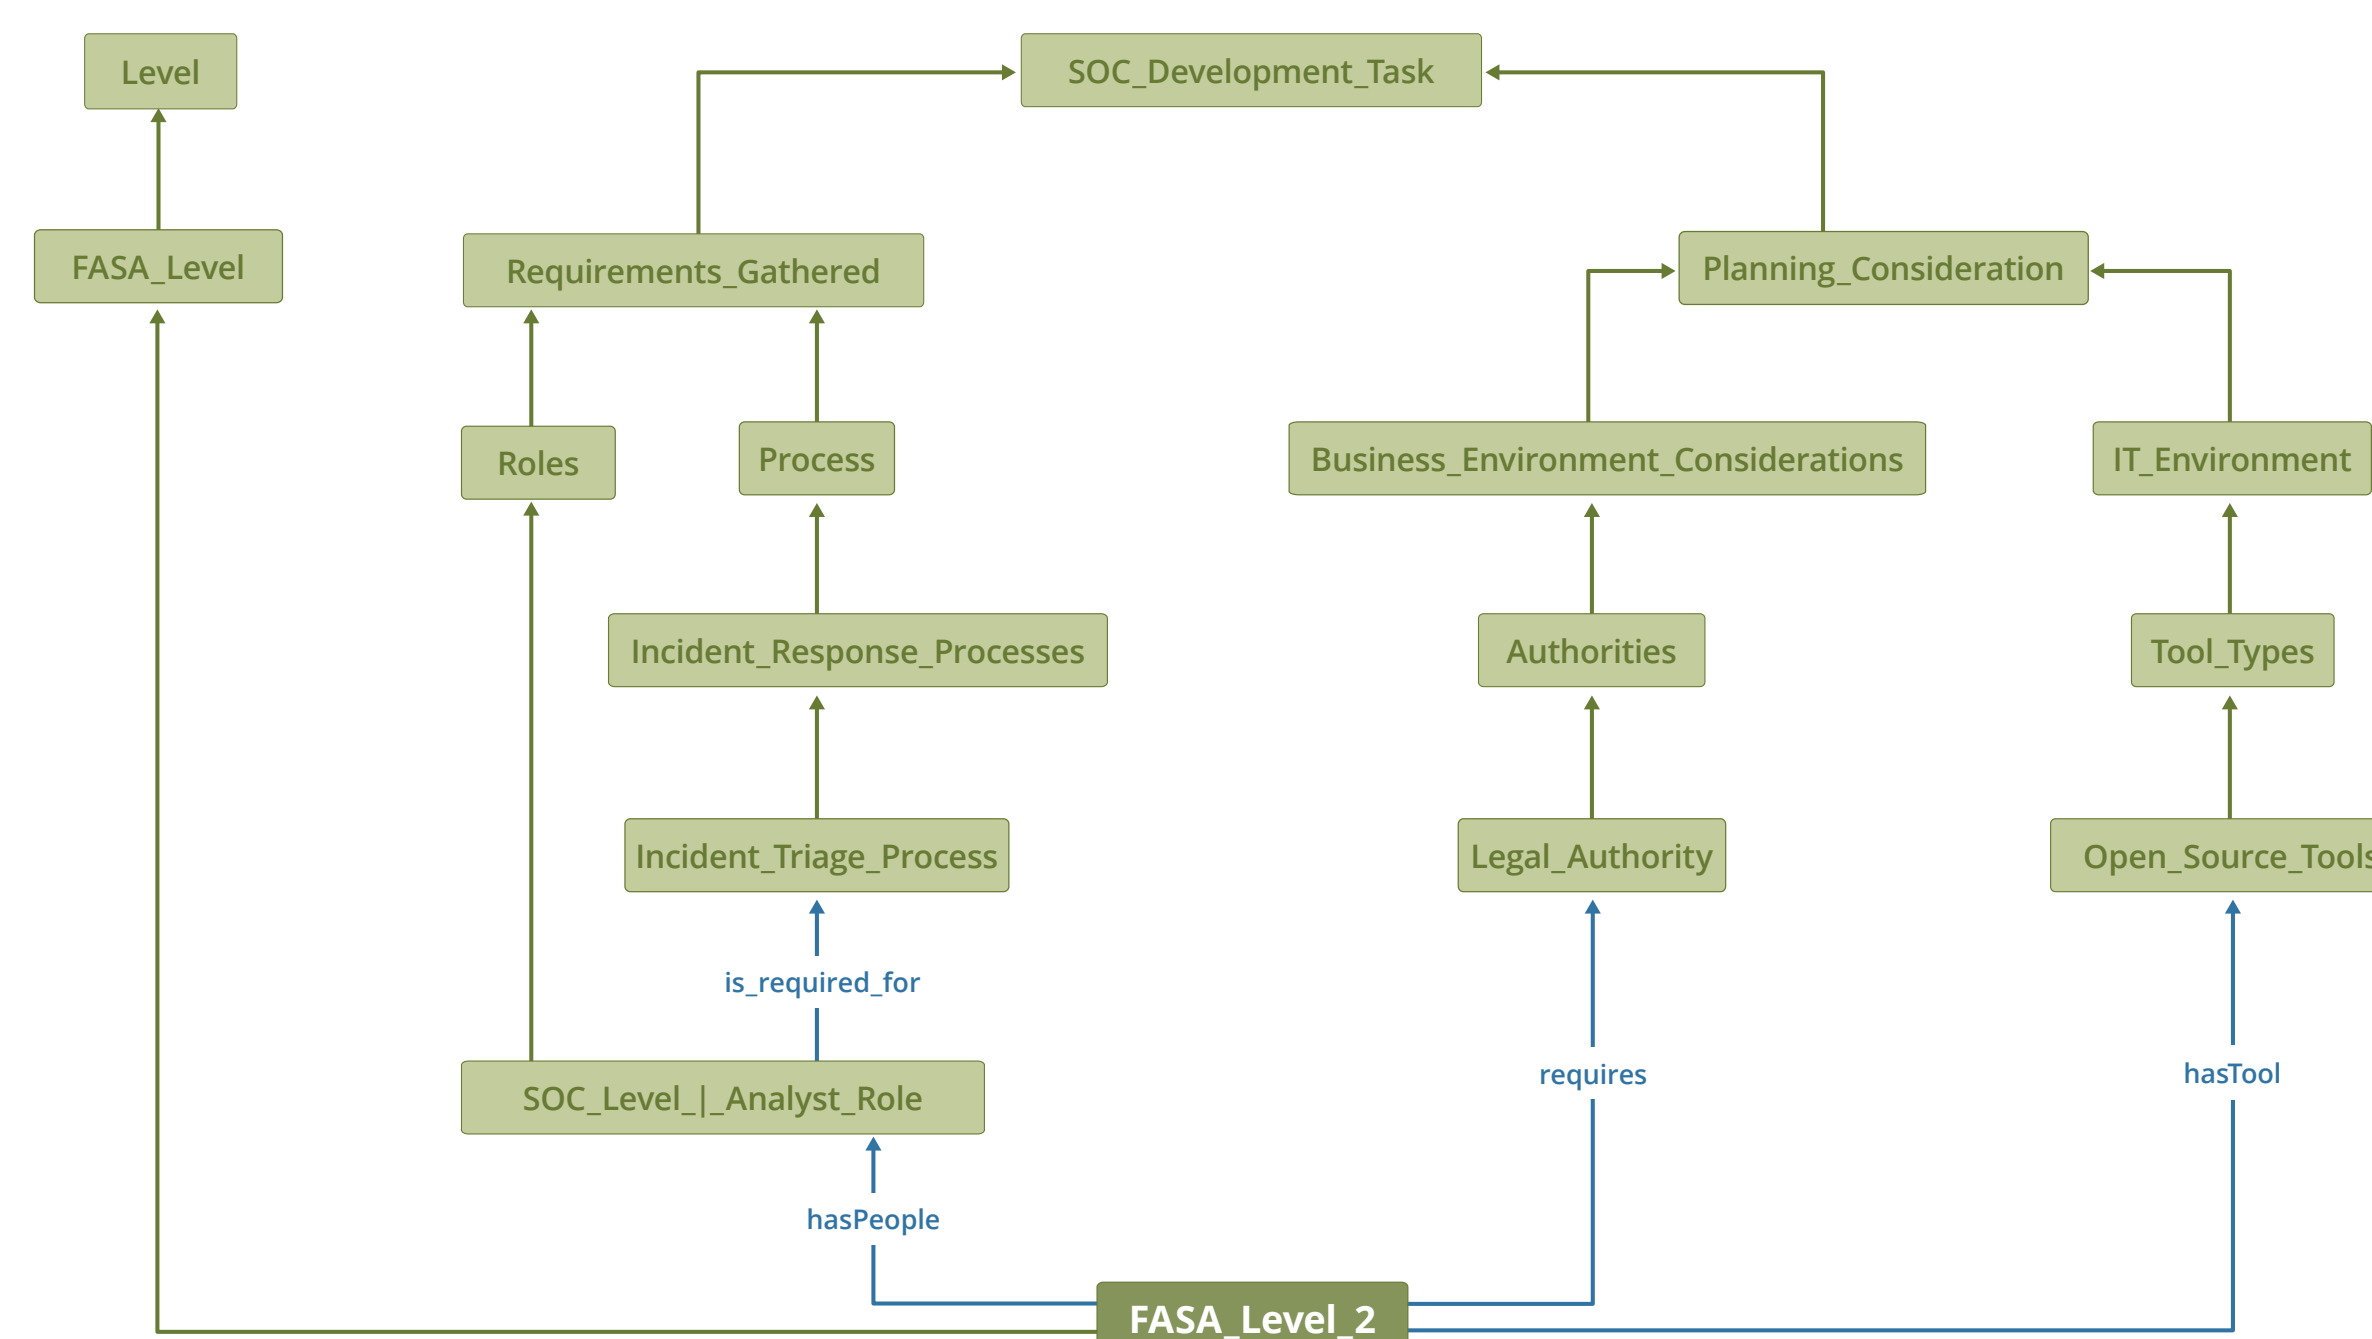 Level
SOC_Development_Task
FASA_Level
Requirements_Gathered
Planning_Consideration
Roles
Process
Business_Environment_Considerations
IT_Environment
Incident_Response_Processes
Authorities
Tool_Types
Incident_Triage_Process
Legal_Authority
Open_Source_Tools
is_required_for
requires
hasTool
SOC_Level_|_Analyst_Role
hasPeople
FASA_Level_2